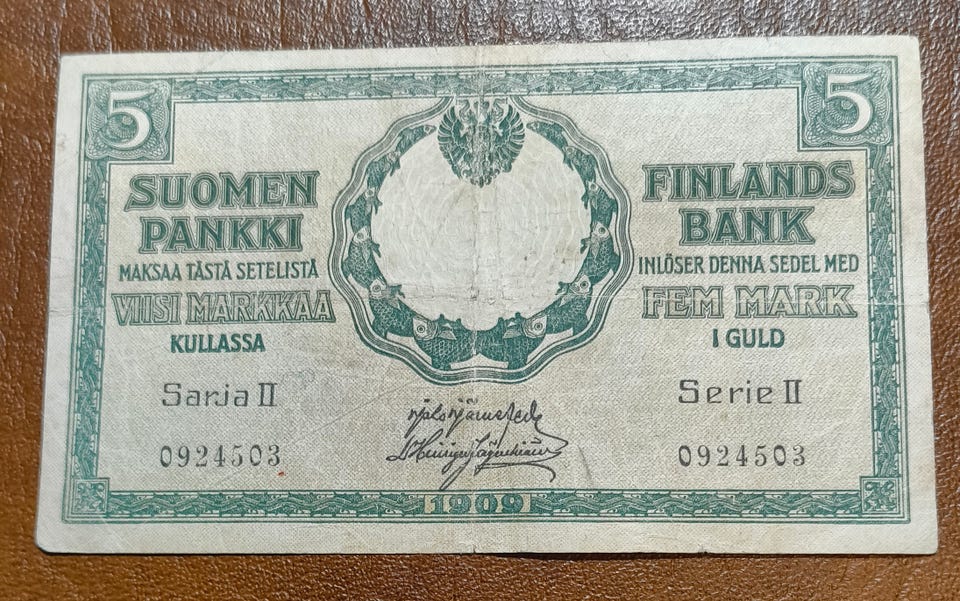 5
5
SUOMEN
PANKKI
MAKSAA TÄSTÄ SETELISTÄ
VIISI MARKKAA
KULLASSA
Sarja II
0924503
FINLANDS
BANK
INLÖSER DENNA SEDEL MED
FEM MARK
I GULD
Serie II
0924503
1909